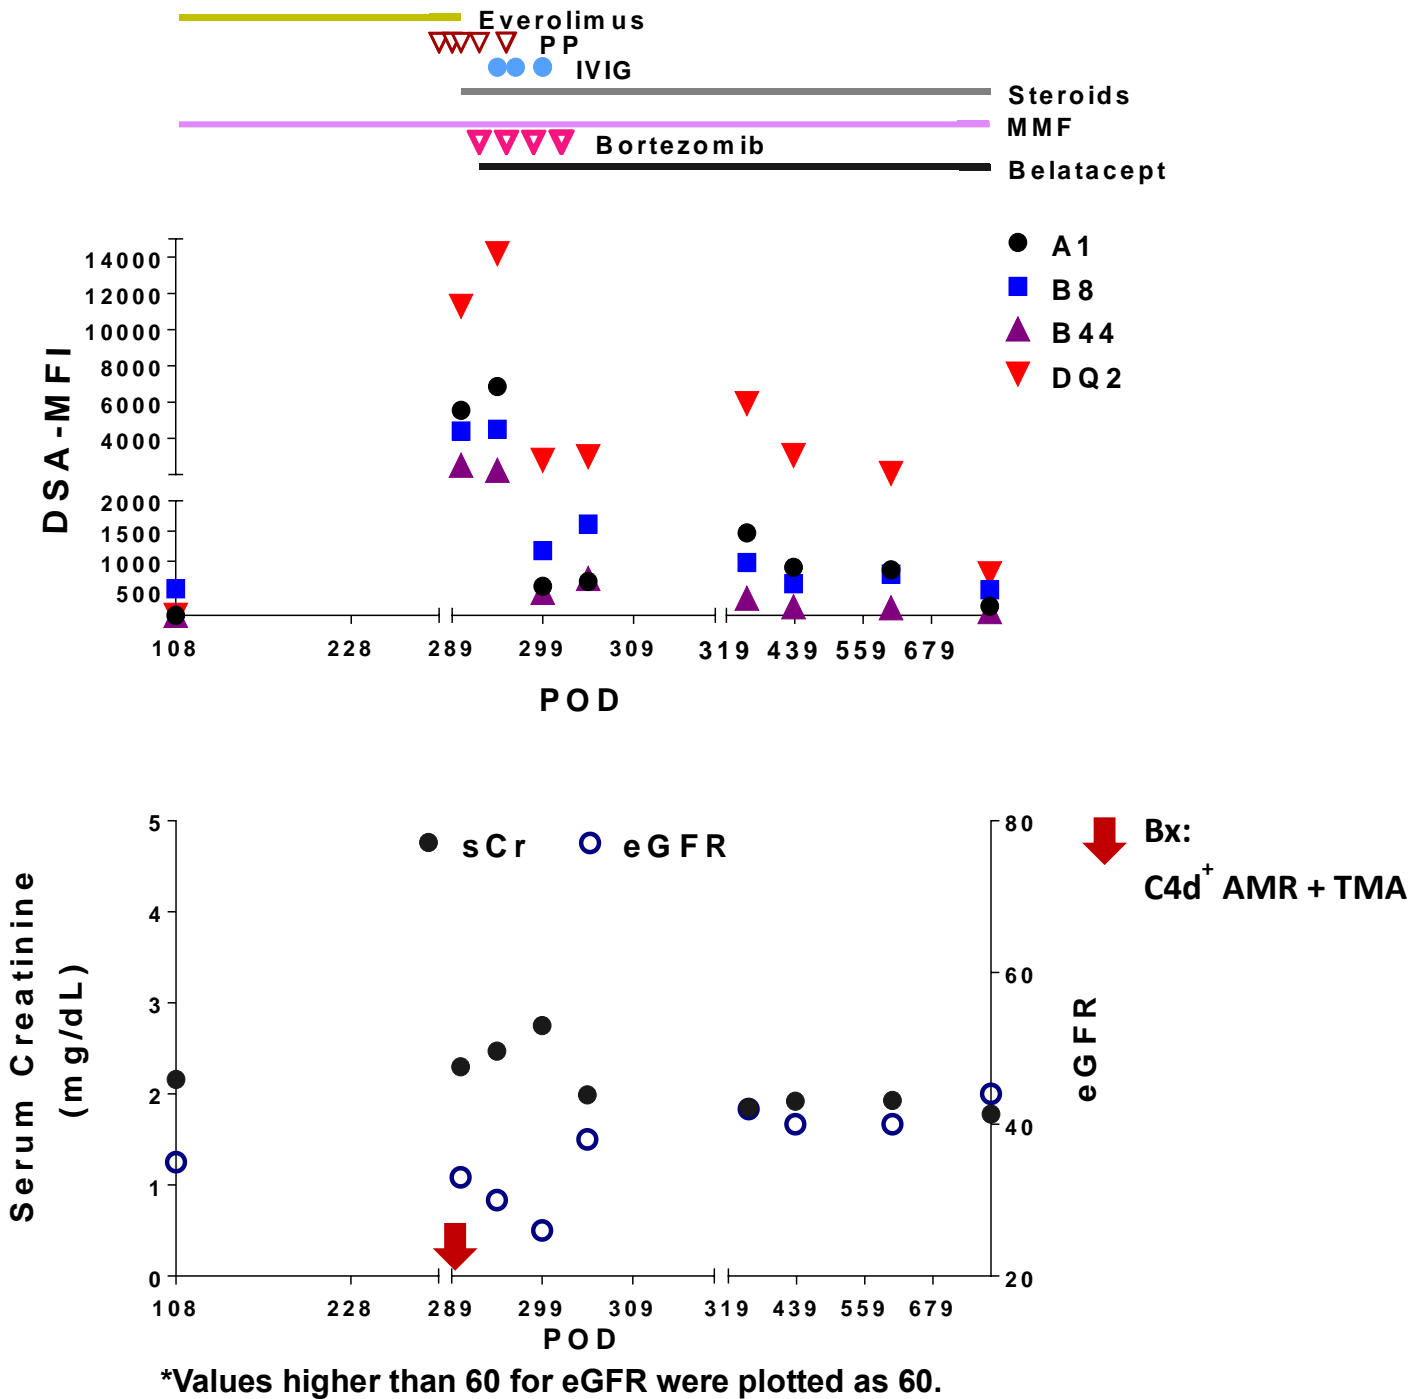 Everolimus
PP
IVIG
Steroids
MMF
Bortezomib
Belatacept
A1
B8
B44
DQ2
DSA-MFI
14000
12000
10000
8000
6000
4000
2000
1500
1000
500
108 228 289 299 309 319 439 559 679
POD
sCr eGFR
Bx:
C4d+ AMR + TMA
Serum Creatinine
(mg/dL)
5
4
3
2
1
0
80
60
40
20
eGFR
108 228 289 299 309 319 439 559 679
POD
*Values higher than 60 for eGFR were plotted as 60.